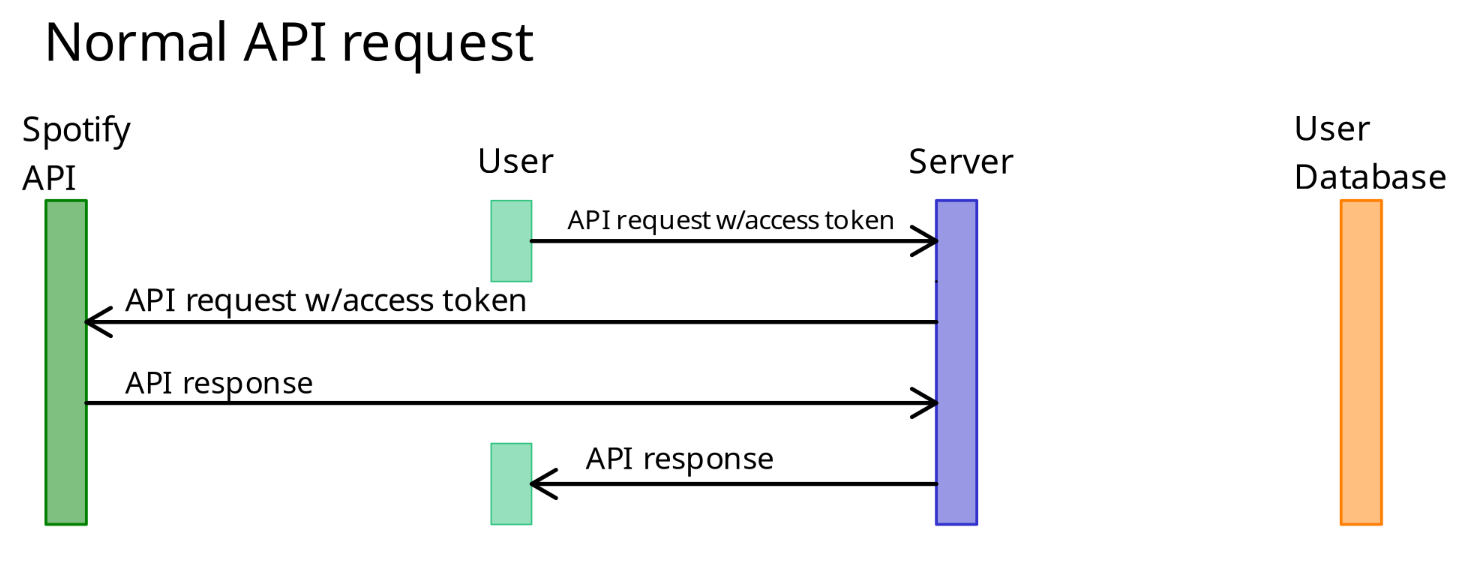 Normal API request
Spotify
API
User
Server
User
Database
API request w/access token
API request w/access token
API response
API response